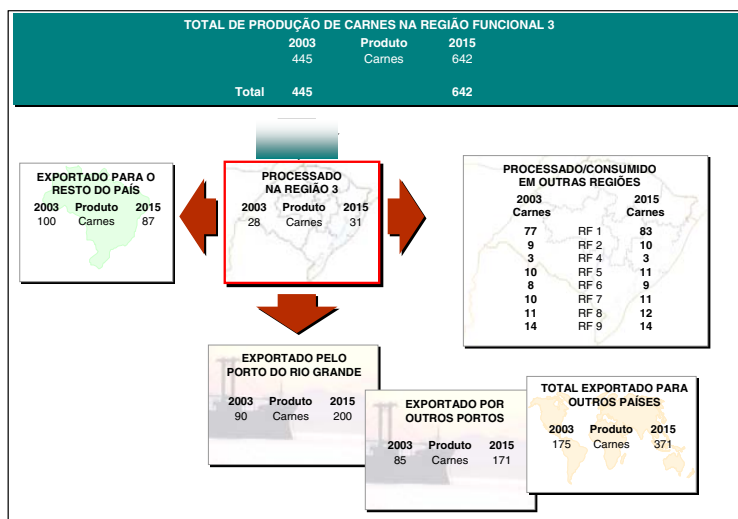 TOTAL DE PRODUÇÃO DE CARNES NA REGIÃO FUNCIONAL 3
2003 Produto 2015
445 Carnes 642
Total 445 642
EXPORTADO PARA O
RESTO DO PAÍS
2003 Produto 2015
100 Carnes 87
PROCESSADO
NA REGIÃO 3
2003 Produto 2015
28 Carnes 31
PROCESSADO/CONSUMIDO
EM OUTRAS REGIÕES
2003 2015
Carnes Carnes
77 RF 1 83
9 RF 2 10
3 RF 4 3
10 RF 5 11
8 RF 6 9
10 RF 7 11
11 RF 8 12
14 RF 9 14
EXPORTADO PELO
PORTO DO RIO GRANDE
2003 Produto 2015
90 Carnes 200
EXPORTADO POR
OUTROS PORTOS
2003 Produto 2015
85 Carnes 171
TOTAL EXPORTADO PARA
OUTROS PAÍSES
2003 Produto 2015
175 Carnes 371